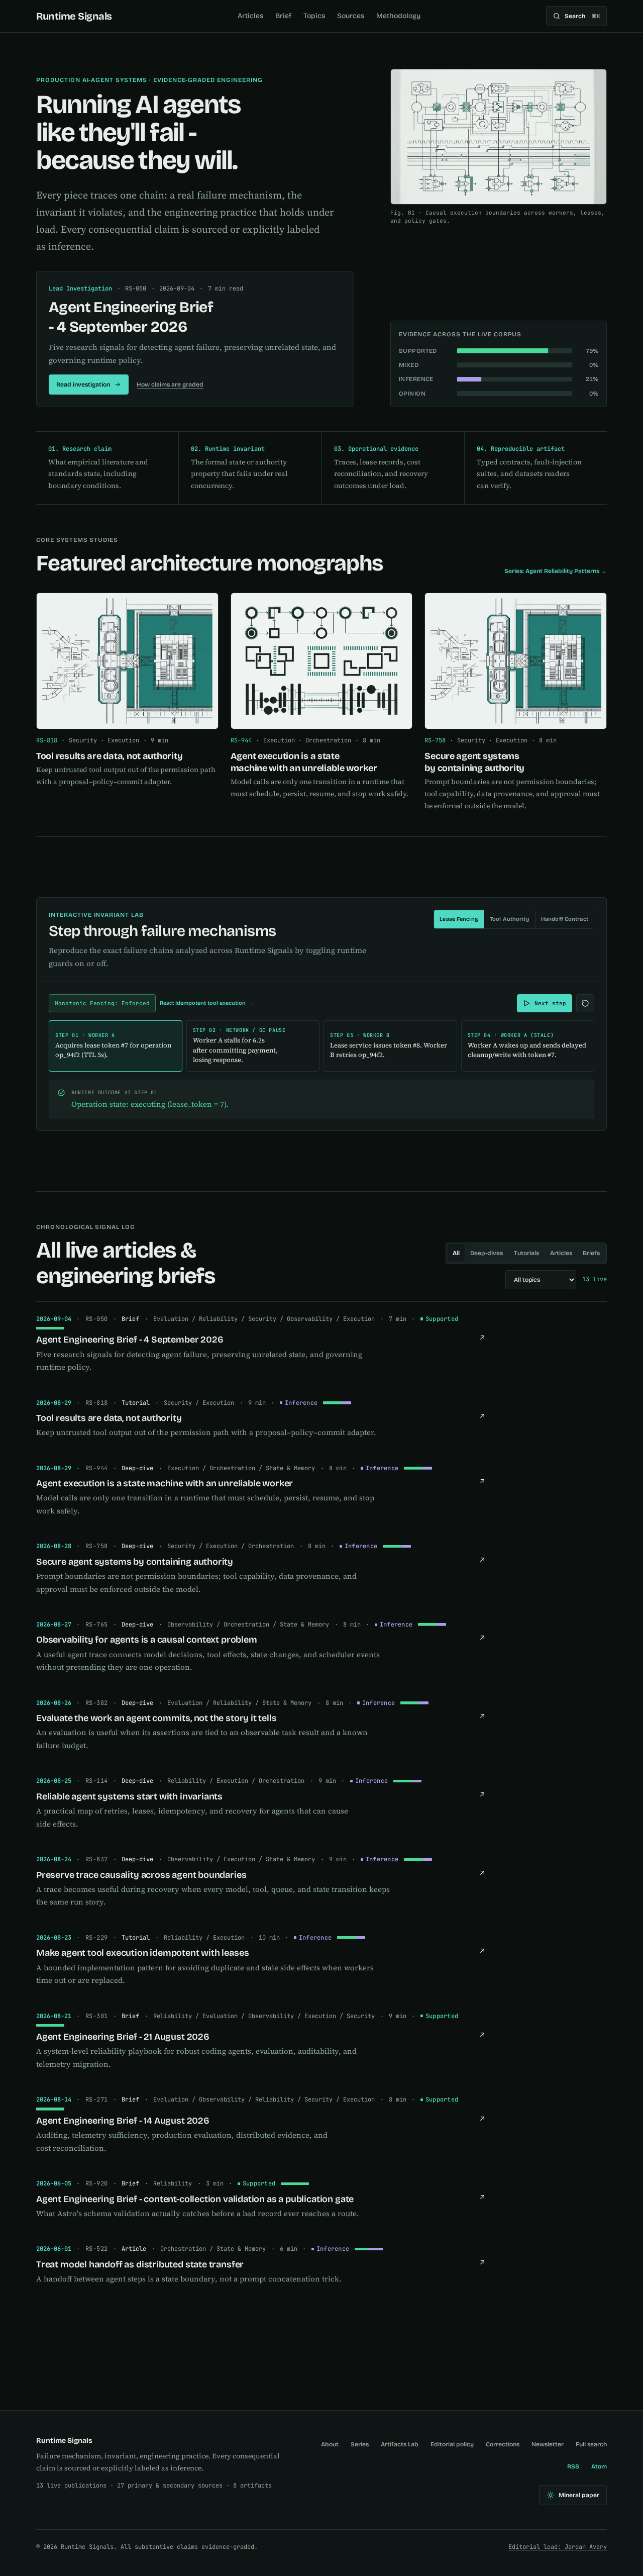 Runtime Signals
Articles Brief Topics Sources Methodology
Search ⌘K
PRODUCTION AI-AGENT SYSTEMS · EVIDENCE-GRADED ENGINEERING
Running AI agents
like they'll fail -
because they will.
Every piece traces one chain: a real failure mechanism, the
invariant it violates, and the engineering practice that holds under
load. Every consequential claim is sourced or explicitly labeled
as inference.
Fig. 01 · Causal execution boundaries across workers, leases,
and policy gates.
Lead Investigation · RS-050 · 2026-09-04 · 7 min read
Agent Engineering Brief
- 4 September 2026
Five research signals for detecting agent failure, preserving unrelated state, and
governing runtime policy.
Read investigation →
How claims are graded
EVIDENCE ACROSS THE LIVE CORPUS
SUPPORTED 79%
MIXED 0%
INFERENCE 21%
OPINION 0%
01. Research claim
What empirical literature and
standards study, including
boundary conditions.
02. Runtime invariant
The formal state or authority
property that fails under real
concurrency.
03. Operational evidence
Traces, lease records, cost
reconciliation, and recovery
outcomes under load.
04. Reproducible artifact
Typed contracts, fault-injection
suites, and datasets readers
can verify.
CORE SYSTEMS STUDIES
Featured architecture monographs
Series: Agent Reliability Patterns →
RS-818 · Security · Execution · 9 min
Tool results are data, not authority
Keep untrusted tool output out of the permission path
with a proposal–policy–commit adapter.
RS-944 · Execution · Orchestration · 8 min
Agent execution is a state
machine with an unreliable worker
Model calls are only one transition in a runtime that
must schedule, persist, resume, and stop work safely.
RS-758 · Security · Execution · 8 min
Secure agent systems
by containing authority
Prompt boundaries are not permission boundaries;
tool capability, data provenance, and approval must
be enforced outside the model.
INTERACTIVE INVARIANT LAB
Step through failure mechanisms
Reproduce the exact failure chains analyzed across Runtime Signals by toggling runtime
guards on or off.
Lease Fencing Tool Authority Handoff Contract
Monotonic Fencing: Enforced
Read: Idempotent tool execution →
Next step
STEP 01 · WORKER A
Acquires lease token #7 for operation
op_94f2 (TTL 5s).
STEP 02 · NETWORK / GC PAUSE
Worker A stalls for 6.2s
after committing payment,
losing response.
STEP 03 · WORKER B
Lease service issues token #8. Worker
B retries op_94f2.
STEP 04 · WORKER A (STALE)
Worker A wakes up and sends delayed
cleanup/write with token #7.
RUNTIME OUTCOME AT STEP 01
Operation state: executing (lease_token = 7).
CHRONOLOGICAL SIGNAL LOG
All live articles &
engineering briefs
All Deep-dives Tutorials Articles Briefs
All topics
13 live
2026-09-04 · RS-050 · Brief · Evaluation / Reliability / Security / Observability / Execution · 7 min · Supported
Agent Engineering Brief - 4 September 2026
Five research signals for detecting agent failure, preserving unrelated state, and governing
runtime policy.
2026-08-29 · RS-818 · Tutorial · Security / Execution · 9 min · Inference
Tool results are data, not authority
Keep untrusted tool output out of the permission path with a proposal–policy–commit adapter.
2026-08-29 · RS-944 · Deep-dive · Execution / Orchestration / State & Memory · 8 min · Inference
Agent execution is a state machine with an unreliable worker
Model calls are only one transition in a runtime that must schedule, persist, resume, and stop
work safely.
2026-08-28 · RS-758 · Deep-dive · Security / Execution / Orchestration · 8 min · Inference
Secure agent systems by containing authority
Prompt boundaries are not permission boundaries; tool capability, data provenance, and
approval must be enforced outside the model.
2026-08-27 · RS-765 · Deep-dive · Observability / Orchestration / State & Memory · 8 min · Inference
Observability for agents is a causal context problem
A useful agent trace connects model decisions, tool effects, state changes, and scheduler events
without pretending they are one operation.
2026-08-26 · RS-382 · Deep-dive · Evaluation / Reliability / State & Memory · 8 min · Inference
Evaluate the work an agent commits, not the story it tells
An evaluation is useful when its assertions are tied to an observable task result and a known
failure budget.
2026-08-25 · RS-114 · Deep-dive · Reliability / Execution / Orchestration · 9 min · Inference
Reliable agent systems start with invariants
A practical map of retries, leases, idempotency, and recovery for agents that can cause
side effects.
2026-08-24 · RS-837 · Deep-dive · Observability / Execution / State & Memory · 9 min · Inference
Preserve trace causality across agent boundaries
A trace becomes useful during recovery when every model, tool, queue, and state transition keeps
the same run story.
2026-08-23 · RS-229 · Tutorial · Reliability / Execution · 10 min · Inference
Make agent tool execution idempotent with leases
A bounded implementation pattern for avoiding duplicate and stale side effects when workers
time out or are replaced.
2026-08-21 · RS-301 · Brief · Reliability / Evaluation / Observability / Execution / Security · 9 min · Supported
Agent Engineering Brief - 21 August 2026
A system-level reliability playbook for robust coding agents, evaluation, auditability, and
telemetry migration.
2026-08-14 · RS-271 · Brief · Evaluation / Observability / Reliability / Security / Execution · 8 min · Supported
Agent Engineering Brief - 14 August 2026
Auditing, telemetry sufficiency, production evaluation, distributed evidence, and
cost reconciliation.
2026-06-05 · RS-920 · Brief · Reliability · 3 min · Supported
Agent Engineering Brief - content-collection validation as a publication gate
What Astro's schema validation actually catches before a bad record ever reaches a route.
2026-06-01 · RS-522 · Article · Orchestration / State & Memory · 6 min · Inference
Treat model handoff as distributed state transfer
A handoff between agent steps is a state boundary, not a prompt concatenation trick.
Runtime Signals
Failure mechanism, invariant, engineering practice. Every consequential
claim is sourced or explicitly labeled as inference.
13 live publications · 27 primary & secondary sources · 8 artifacts
About Series Artifacts Lab Editorial policy Corrections Newsletter Full search
RSS Atom
Mineral paper
© 2026 Runtime Signals. All substantive claims evidence-graded.
Editorial lead: Jordan Avery